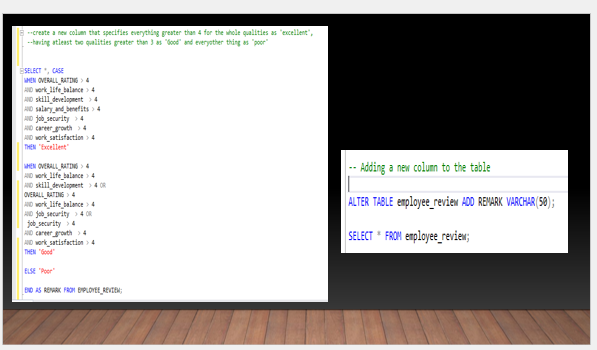 --create a new column that specifies everything greater than 4 for the whole qualities as 'excellent',
--having atleast two qualities greater than 3 as 'Good' and everyother thing as 'poor'
SELECT *, CASE
WHEN OVERALL_RATING > 4
AND work_life_balance > 4
AND skill_development > 4
AND salary_and_benefits > 4
AND job_security > 4
AND career_growth > 4
AND work_satisfaction > 4
THEN 'Excellent'
WHEN OVERALL_RATING > 4
AND work_life_balance > 4
AND skill_development > 4 OR
OVERALL_RATING > 4
AND work_life_balance > 4
AND job_security > 4 OR
job_security > 4
AND career_growth > 4
AND work_satisfaction > 4
THEN 'Good'
ELSE 'Poor'
END AS REMARK FROM EMPLOYEE_REVIEW;
-- Adding a new column to the table
ALTER TABLE employee_review ADD REMARK VARCHAR(50);
SELECT * FROM employee_review;